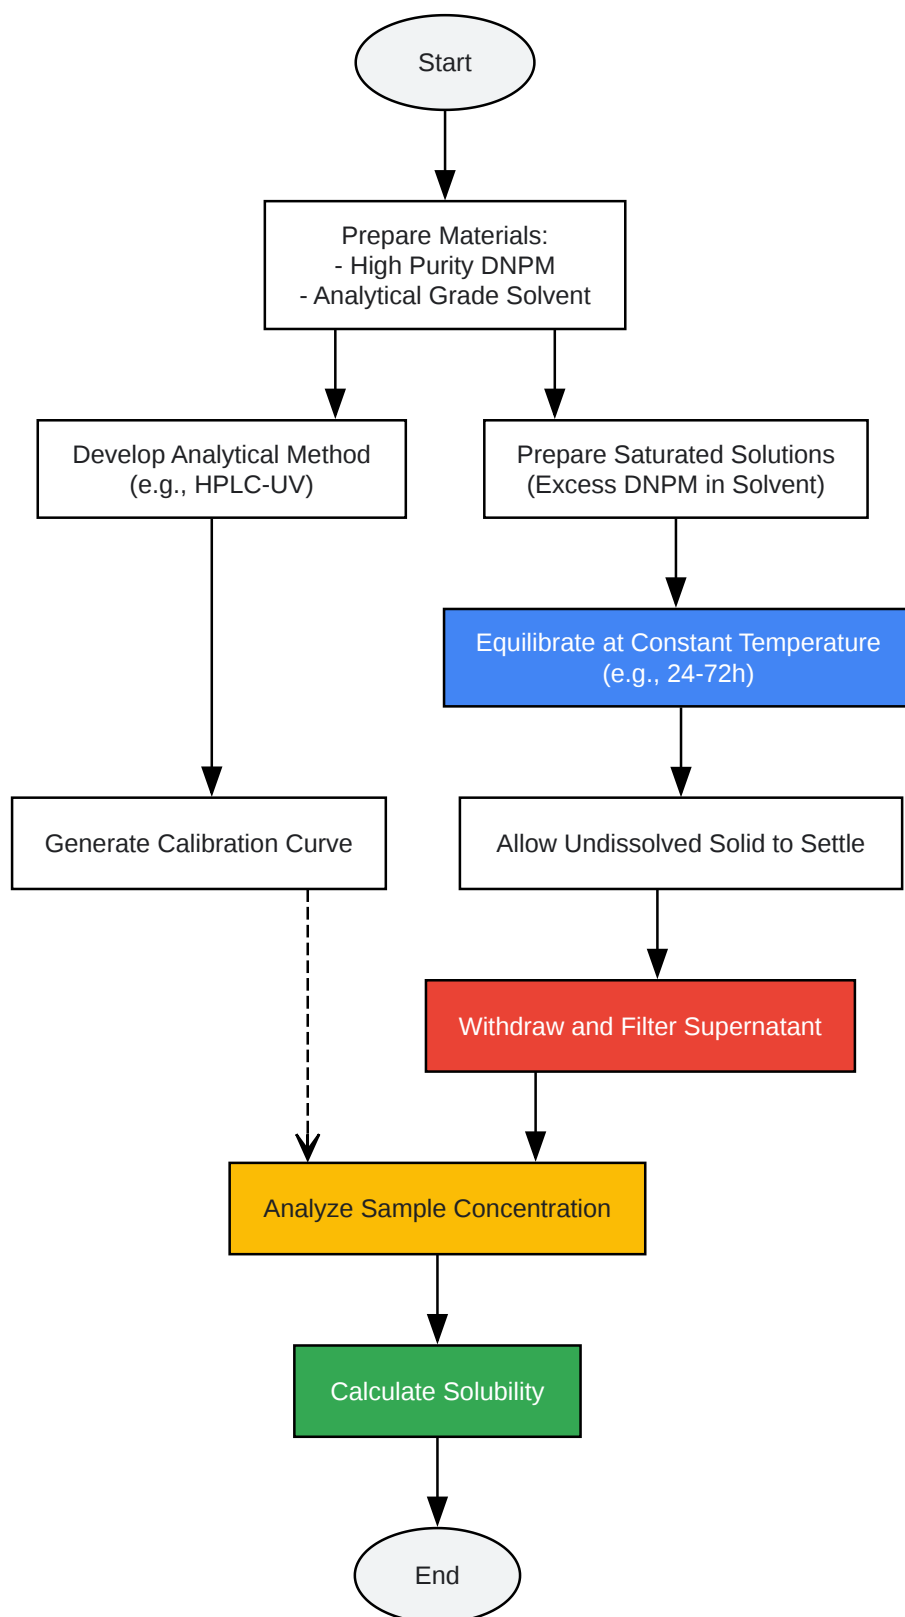 Start
Prepare Materials:
- High Purity DNPM
- Analytical Grade Solvent
Develop Analytical Method
(e.g., HPLC-UV)
Prepare Saturated Solutions
(Excess DNPM in Solvent)
Equilibrate at Constant Temperature
(e.g., 24-72h)
Generate Calibration Curve
Allow Undissolved Solid to Settle
Withdraw and Filter Supernatant
Analyze Sample Concentration
Calculate Solubility
End